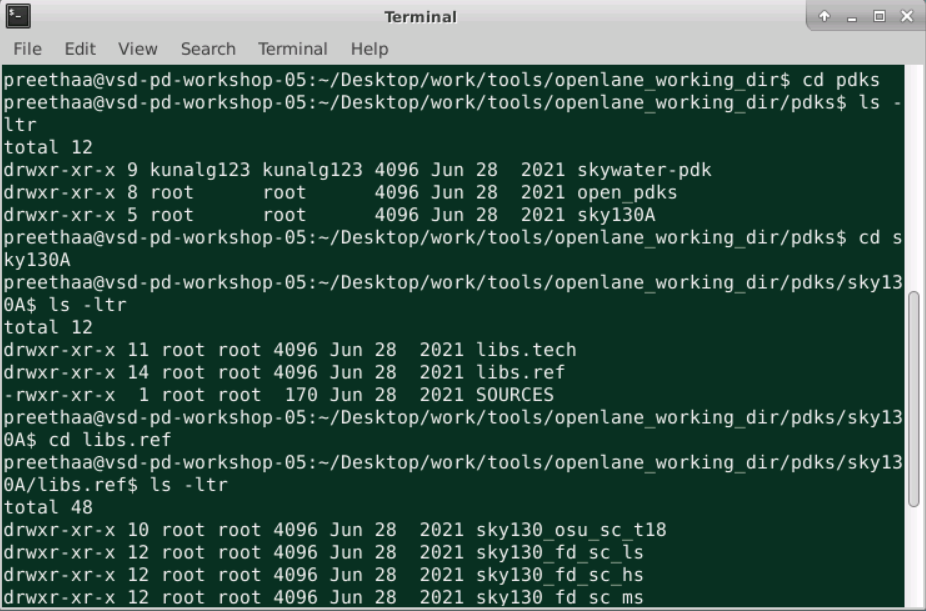 Terminal
File Edit View Search Terminal Help
preethaa@vsd-pd-workshop-05:~/Desktop/work/tools/openlane_working_dir$ cd pdks
preethaa@vsd-pd-workshop-05:~/Desktop/work/tools/openlane_working_dir/pdks$ ls -
ltr
total 12
drwxr-xr-x 9 kunalg123 kunalg123 4096 Jun 28  2021 skywater-pdk
drwxr-xr-x 8 root      root      4096 Jun 28  2021 open_pdks
drwxr-xr-x 5 root      root      4096 Jun 28  2021 sky130A
preethaa@vsd-pd-workshop-05:~/Desktop/work/tools/openlane_working_dir/pdks$ cd s
ky130A
preethaa@vsd-pd-workshop-05:~/Desktop/work/tools/openlane_working_dir/pdks/sky13
0A$ ls -ltr
total 12
drwxr-xr-x 11 root root 4096 Jun 28  2021 libs.tech
drwxr-xr-x 14 root root 4096 Jun 28  2021 libs.ref
-rwxr-xr-x  1 root root  170 Jun 28  2021 SOURCES
preethaa@vsd-pd-workshop-05:~/Desktop/work/tools/openlane_working_dir/pdks/sky13
0A$ cd libs.ref
preethaa@vsd-pd-workshop-05:~/Desktop/work/tools/openlane_working_dir/pdks/sky13
0A/libs.ref$ ls -ltr
total 48
drwxr-xr-x 10 root root 4096 Jun 28  2021 sky130_osu_sc_t18
drwxr-xr-x 12 root root 4096 Jun 28  2021 sky130_fd_sc_ls
drwxr-xr-x 12 root root 4096 Jun 28  2021 sky130_fd_sc_hs
drwxr-xr-x 12 root root 4096 Jun 28  2021 sky130_fd_sc_ms